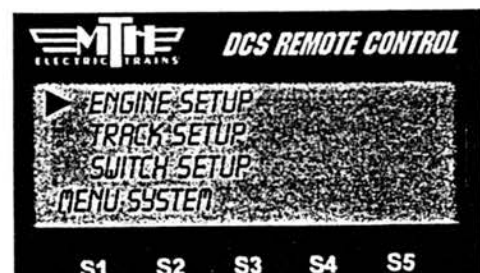 MTH
ELECTRIC TRAINS
DCS REMOTE CONTROL
ENGINE SETUP
TRACK SETUP
SWITCH SETUP
MENU SYSTEM
S1 S2 S3 S4 S5